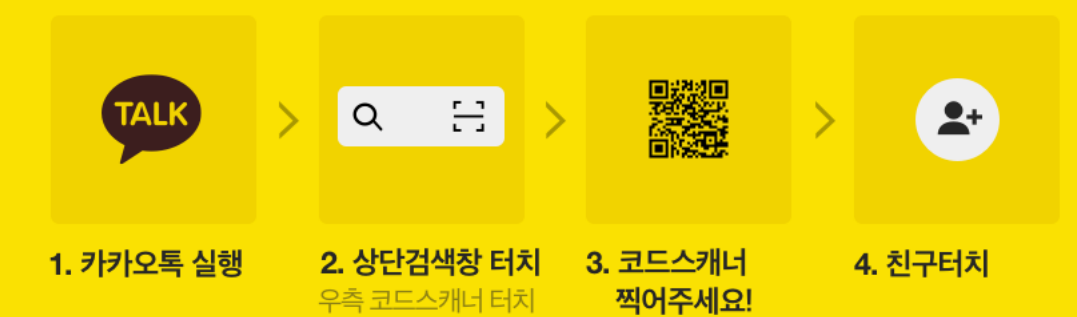 TALK
1. 카카오톡 실행
2. 상단검색창 터치
우측 코드스캐너 터치
3. 코드스캐너
찍어주세요!
4. 친구터치